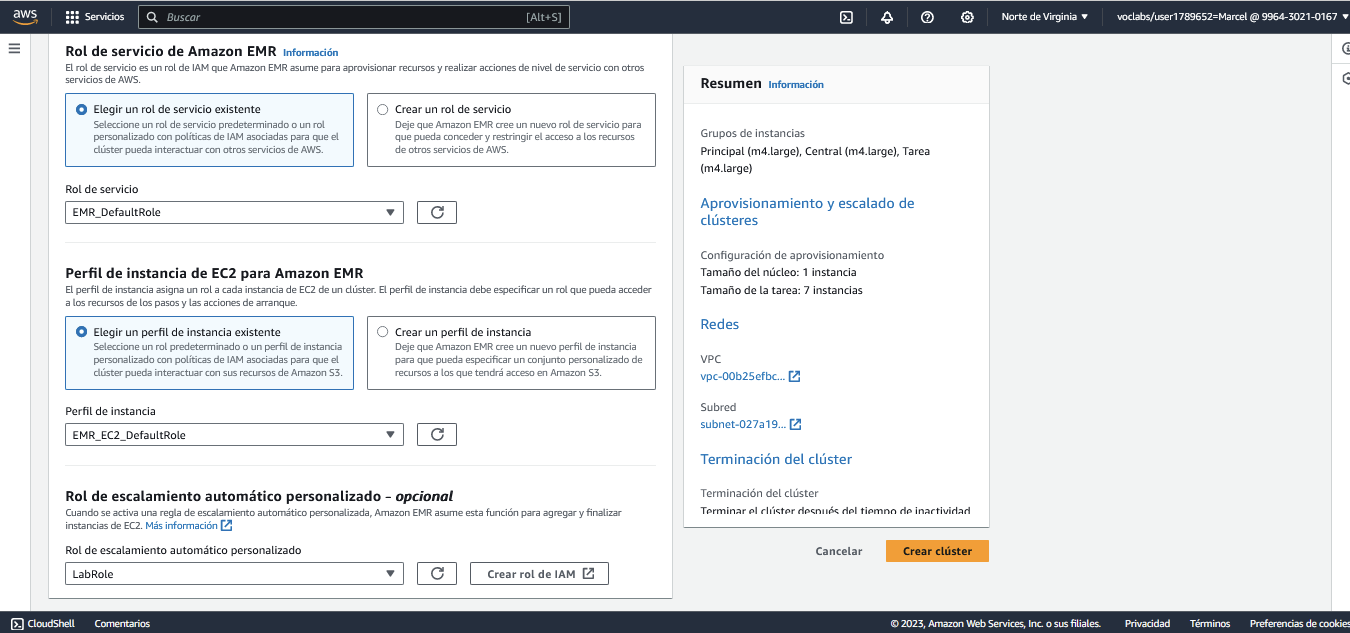 aws
Servicios
Buscar
[Alt+S]
Norte de Virginia
voclabs/user1789652=Marcel @ 9964-3021-0167
Rol de servicio de Amazon EMR Información
El rol de servicio es un rol de IAM que Amazon EMR asume para aprovisionar recursos y realizar acciones de nivel de servicio con otros
servicios de AWS.
Elegir un rol de servicio existente
Seleccione un rol de servicio predeterminado o un rol
personalizado con políticas de IAM asociadas para que el
clúster pueda interactuar con otros servicios de AWS.
Crear un rol de servicio
Deje que Amazon EMR cree un nuevo rol de servicio para
que pueda conceder y restringir el acceso a los recursos
de otros servicios de AWS.
Rol de servicio
EMR_DefaultRole
Perfil de instancia de EC2 para Amazon EMR
El perfil de instancia asigna un rol a cada instancia de EC2 de un clúster. El perfil de instancia debe especificar un rol que pueda acceder
a los recursos de los pasos y las acciones de arranque.
Elegir un perfil de instancia existente
Seleccione un rol predeterminado o un perfil de instancia
personalizado con políticas de IAM asociadas para que el
clúster pueda interactuar con sus recursos de Amazon S3.
Crear un perfil de instancia
Deje que Amazon EMR cree un nuevo perfil de instancia
para que pueda especificar un conjunto personalizado de
recursos a los que tendrá acceso en Amazon S3.
Perfil de instancia
EMR_EC2_DefaultRole
Rol de escalamiento automático personalizado - opcional
Cuando se activa una regla de escalamiento automático personalizada, Amazon EMR asume esta función para agregar y finalizar
instancias de EC2. Más información
Rol de escalamiento automático personalizado
LabRole
Crear rol de IAM
Resumen Información
Grupos de instancias
Principal (m4.large), Central (m4.large), Tarea
(m4.large)
Aprovisionamiento y escalado de
clústeres
Configuración de aprovisionamiento
Tamaño del núcleo: 1 instancia
Tamaño de la tarea: 7 instancias
Redes
VPC
vpc-00b25efbc...
Subred
subnet-027a19...
Terminación del clúster
Terminación del clúster
Terminar el clúster después del tiempo de inactividad
Cancelar
Crear clúster
CloudShell
Comentarios
© 2023, Amazon Web Services, Inc. o sus filiales.
Privacidad
Términos
Preferencias de cookies